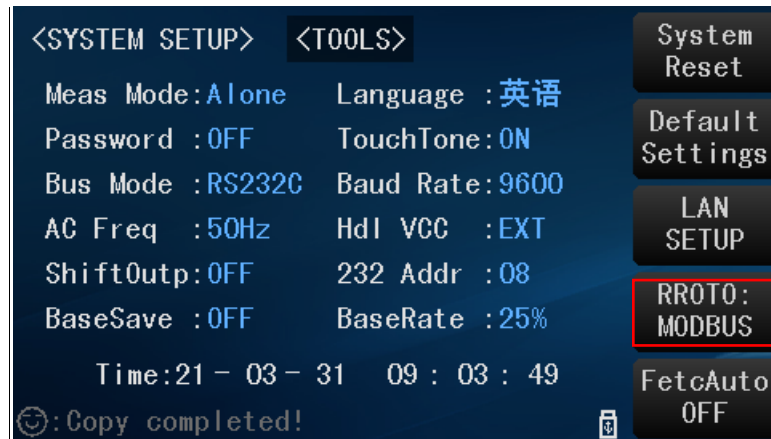 <SYSTEM SETUP> <TOOLS>
Meas Mode:Alone Language :英语
Password :OFF TouchTone:ON
Bus Mode :RS232C Baud Rate:9600
AC Freq :50Hz Hdl VCC :EXT
ShiftOutp:OFF 232 Addr :08
BaseSave :OFF BaseRate :25%
Time:21 - 03 - 31 09 : 03 : 49
:Copy completed!
System
Reset
Default
Settings
LAN
SETUP
RROTO:
MODBUS
FetcAuto
OFF